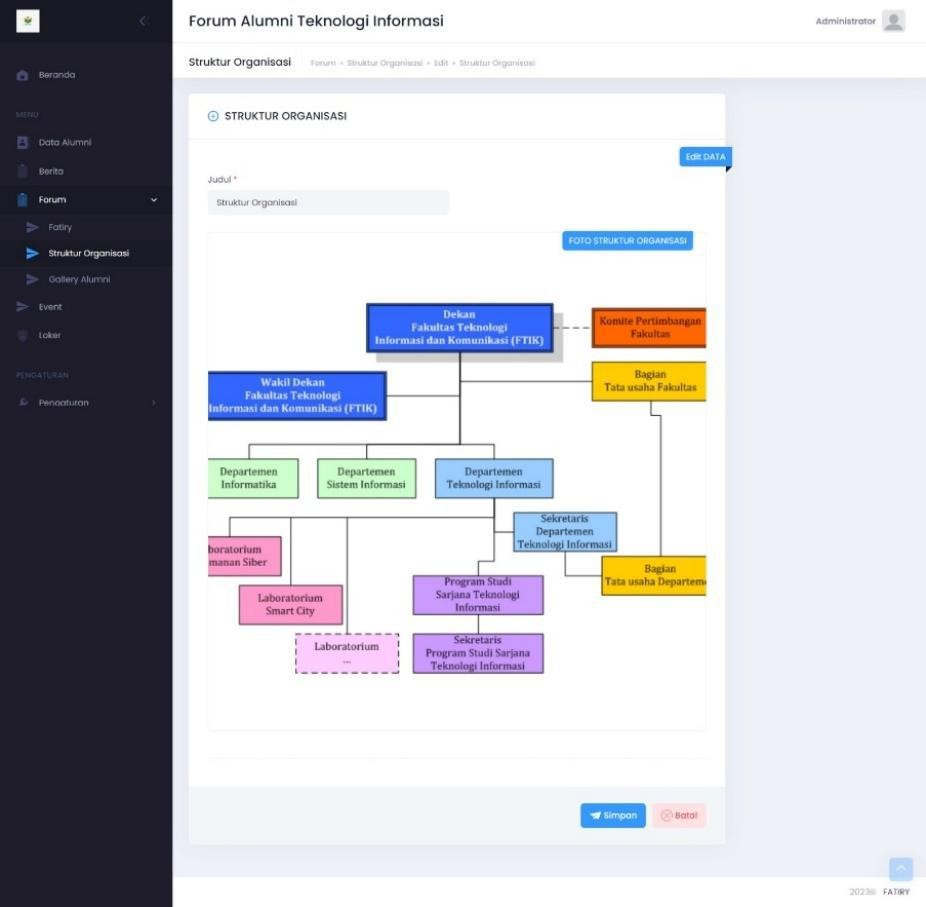 Forum Alumni Teknologi Informasi
Administrator
Struktur Organisasi
Forum • Struktur Organisasi • Edit • Struktur Organisasi
Beranda
MENU
Data Alumni
Berita
Forum
Fatiry
Struktur Organisasi
Gallery Alumni
Event
Loker
PENGATURAN
Pengaturan
STRUKTUR ORGANISASI
Edit DATA
Judul *
Struktur Organisasi
FOTO STRUKTUR ORGANISASI
Dekan
Fakultas Teknologi
Informasi dan Komunikasi (FTIK)
Komite Pertimbangan
Fakultas
Wakil Dekan
Fakultas Teknologi
Informasi dan Komunikasi (FTIK)
Bagian
Tata usaha Fakultas
Departemen
Informatika
Departemen
Sistem Informasi
Departemen
Teknologi Informasi
Sekretaris
Departemen
Teknologi Informasi
boratorium
manan Siber
Bagian
Tata usaha Departeme
Laboratorium
Smart City
Program Studi
Sarjana Teknologi
Informasi
Laboratorium
...
Sekretaris
Program Studi Sarjana
Teknologi Informasi
Simpan
Batal
2023© FATIRY